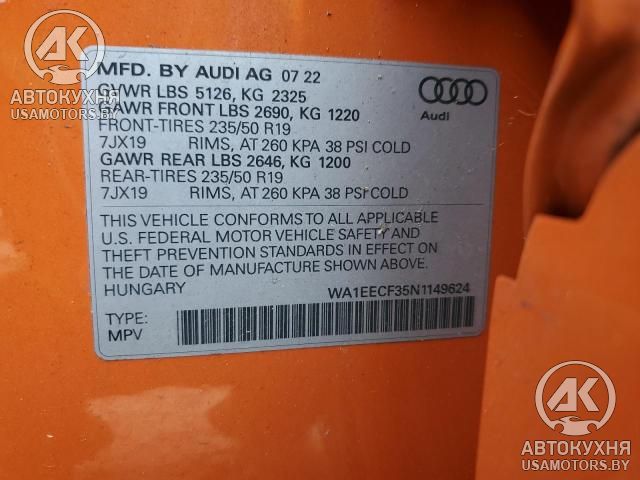 MFD. BY AUDI AG 07 22
GVWR LBS 5126, KG 2325
GAWR FRONT LBS 2690, KG 1220
FRONT-TIRES 235/50 R19
7JX19 RIMS, AT 260 KPA 38 PSI COLD
GAWR REAR LBS 2646, KG 1200
REAR-TIRES 235/50 R19
7JX19 RIMS, AT 260 KPA 38 PSI COLD
Audi
THIS VEHICLE CONFORMS TO ALL APPLICABLE
U.S. FEDERAL MOTOR VEHICLE SAFETY AND
THEFT PREVENTION STANDARDS IN EFFECT ON
THE DATE OF MANUFACTURE SHOWN ABOVE.
HUNGARY WA1EECF35N1149624
TYPE:
MPV
АК
АВТОКУХНЯ
USAMOTORS.BY
АК
АВТОКУХНЯ
USAMOTORS.BY